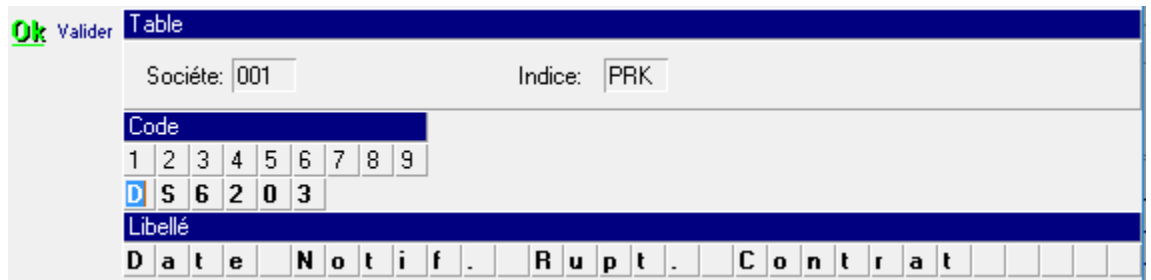 Ok Valider Table
Sociéte: 001 Indice: PRK
Code
1 2 3 4 5 6 7 8 9
D S 6 2 0 3
Libellé
Date Notif. Rupt. Contrat